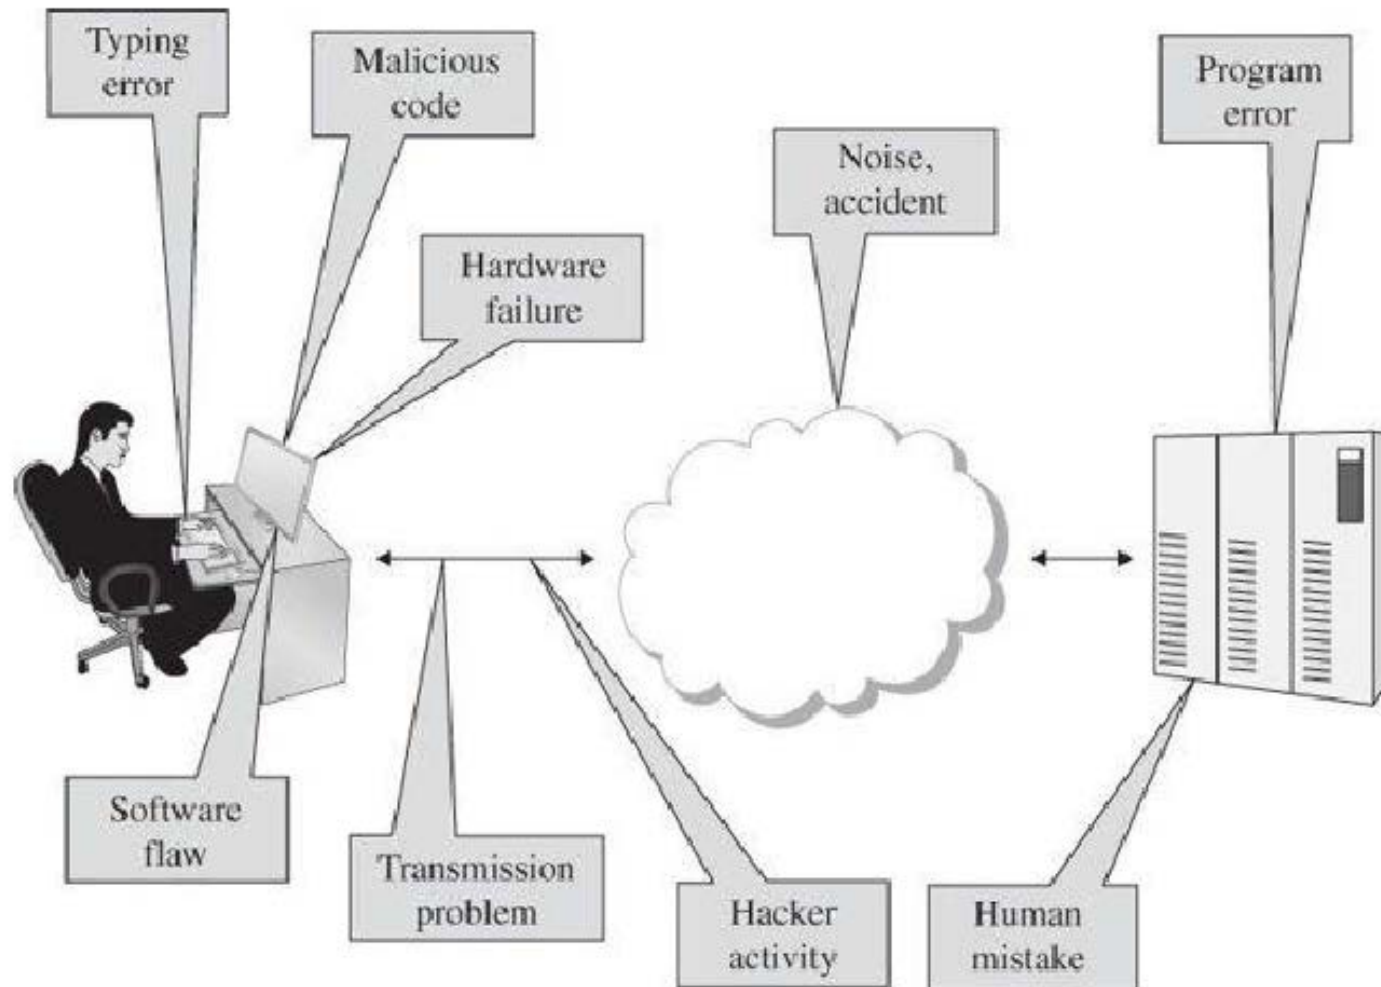 Typing
error
Malicious
code
Program
error
Noise,
accident
Hardware
failure
Software
flaw
Transmission
problem
Hacker
activity
Human
mistake